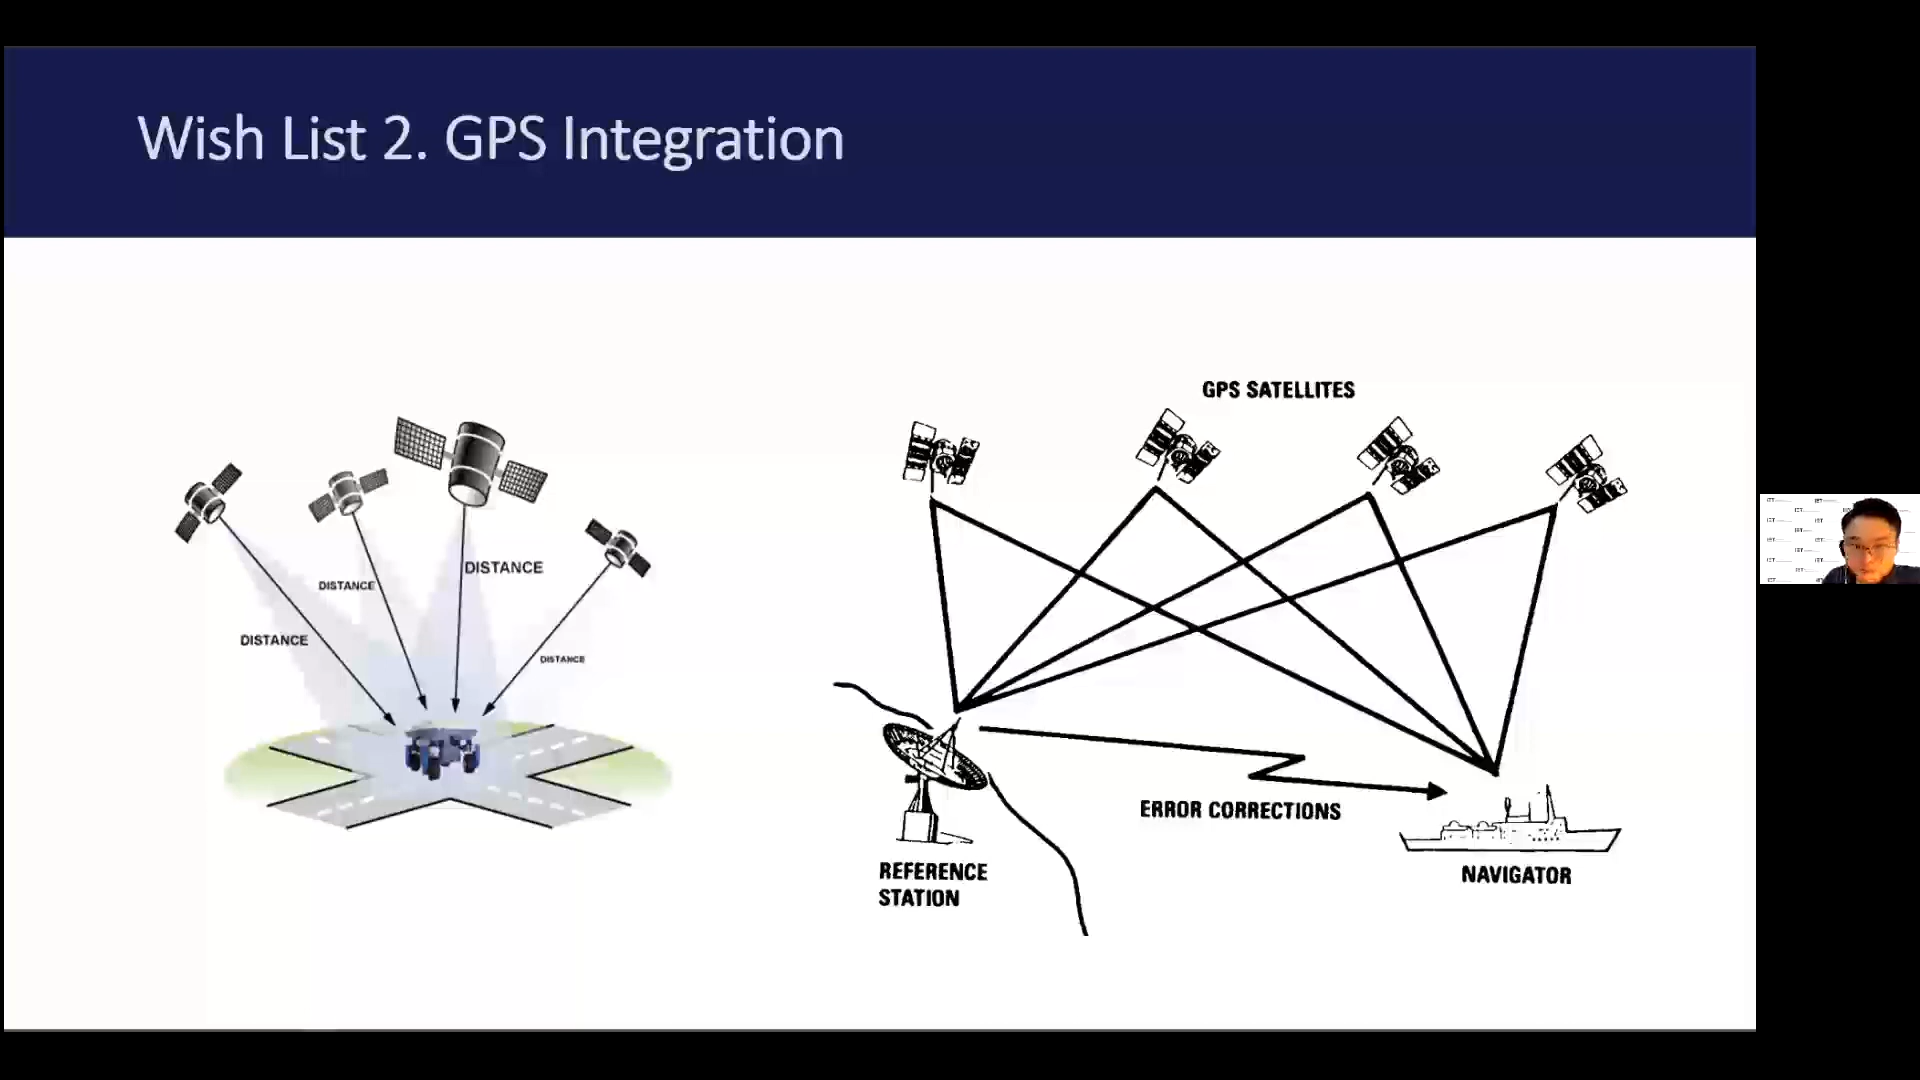 Wish List 2. GPS Integration
DISTANCE
DISTANCE
DISTANCE
DISTANCE
GPS SATELLITES
ERROR CORRECTIONS
REFERENCE
STATION
NAVIGATOR